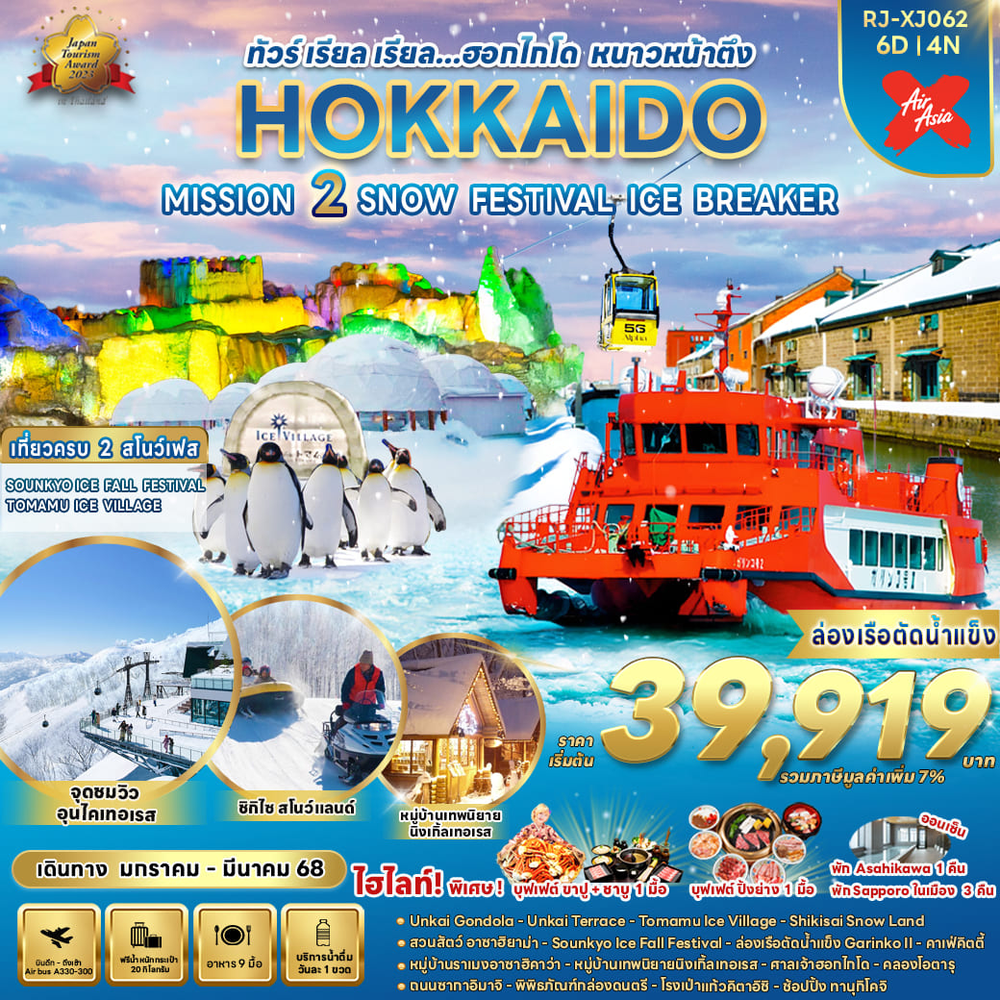 Japan
Tourism
Award
2023
in Thailand
RJ-XJ062
6D | 4N
Air
Asia
ทัวร์ เรียล เรียล...ฮอกไกโด หนาวหน้าตึง
HOKKAIDO
MISSION 2 SNOW FESTIVAL ICE BREAKER
5G
Alpha
ICE VILLAGE
เที่ยวครบ 2 สโนว์เฟส
SOUNKYO ICE FALL FESTIVAL
TOMAMU ICE VILLAGE
ガリンコ号2
ล่องเรือตัดน้ำแข็ง
ราคา
เริ่มต้น
39,919
บาท
รวมภาษีมูลค่าเพิ่ม 7%
จุดชมวิว
อุนไคเทอเรส
ชิกิไซ สโนว์แลนด์
หมู่บ้านเทพนิยาย
นิงเกิ้ลเทอเรส
เดินทาง มกราคม - มีนาคม 68
ไฮไลท์! พิเศษ!
บุฟเฟต์ ขาปู + ชาบู 1 มื้อ
บุฟเฟต์ ปิ้งย่าง 1 มื้อ
ออนเซ็น
พัก Asahikawa 1 คืน
พัก Sapporo ในเมือง 3 คืน
บินดึก - ถึงเช้า
Air bus A330-300
ฟรีน้ำหนักกระเป๋า
20 กิโลกรัม
อาหาร 9 มื้อ
บริการน้ำดื่ม
วันละ 1 ขวด
• Unkai Gondola - Unkai Terrace - Tomamu Ice Village - Shikisai Snow Land
• สวนสัตว์ อาซาฮิยาม่า - Sounkyo Ice Fall Festival - ล่องเรือตัดน้ำแข็ง Garinko II - คาเฟ่คิตตี้
• หมู่บ้านราเมงอาซาฮิคาว่า - หมู่บ้านเทพนิยายนิงเกิ้ลเทอเรส - ศาลเจ้าฮอกไกโด - คลองโอตารุ
• ถนนซากาอิมาจิ - พิพิธภัณฑ์กล่องดนตรี - โรงเป่าแก้วคิตาอิชิ - ช้อปปิ้ง ทานุกิโคจิ